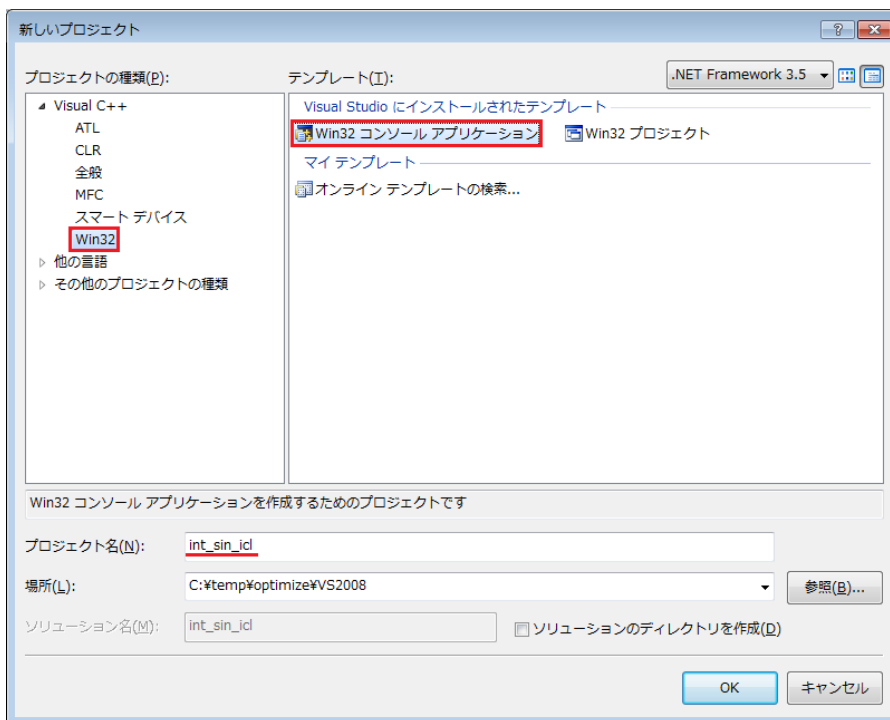 新しいプロジェクト
プロジェクトの種類(P):
テンプレート(T):
.NET Framework 3.5
Visual C++
ATL
CLR
全般
MFC
スマート デバイス
Win32
他の言語
その他のプロジェクトの種類
Visual Studio にインストールされたテンプレート
Win32 コンソール アプリケーション
Win32 プロジェクト
マイ テンプレート
オンライン テンプレートの検索...
Win32 コンソール アプリケーションを作成するためのプロジェクトです
プロジェクト名(N):
int_sin_icl
場所(L):
C:¥temp¥optimize¥VS2008
参照(B)...
ソリューション名(M):
int_sin_icl
ソリューションのディレクトリを作成(D)
OK
キャンセル